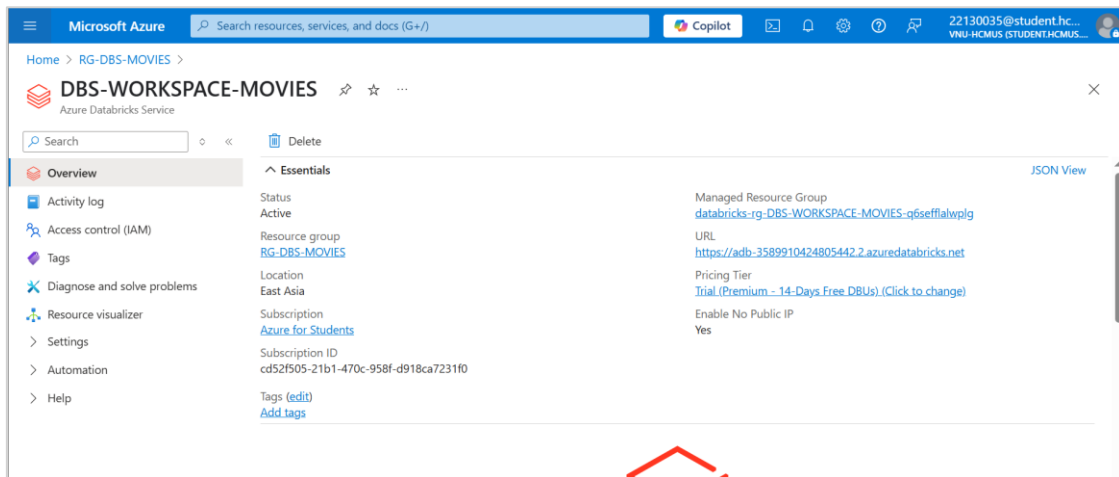 Microsoft Azure
Search resources, services, and docs (G+/)
Copilot
22130035@student.hc...
VNU-HCMUS (STUDENT.HCMUS....
Home > RG-DBS-MOVIES >
DBS-WORKSPACE-MOVIES
Azure Databricks Service
Search
Delete
Overview
Activity log
Access control (IAM)
Tags
Diagnose and solve problems
Resource visualizer
Settings
Automation
Help
Essentials
JSON View
Status
Active
Resource group
RG-DBS-MOVIES
Location
East Asia
Subscription
Azure for Students
Subscription ID
cd52f505-21b1-470c-958f-d918ca7231f0
Tags (edit)
Add tags
Managed Resource Group
databricks-rg-DBS-WORKSPACE-MOVIES-q6sefflalwplg
URL
https://adb-3589910424805442.2.azuredatabricks.net
Pricing Tier
Trial (Premium - 14-Days Free DBUs) (Click to change)
Enable No Public IP
Yes